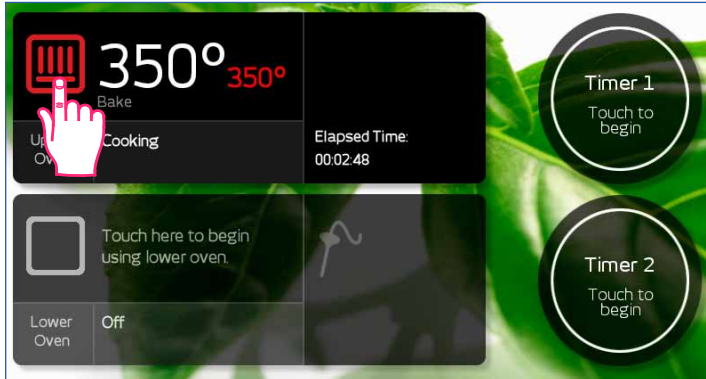 350° 350°
Bake
Cooking
Elapsed Time:
00:02:48
Timer 1
Touch to
begin
Touch here to begin
using lower oven.
Lower
Oven
Off
Timer 2
Touch to
begin